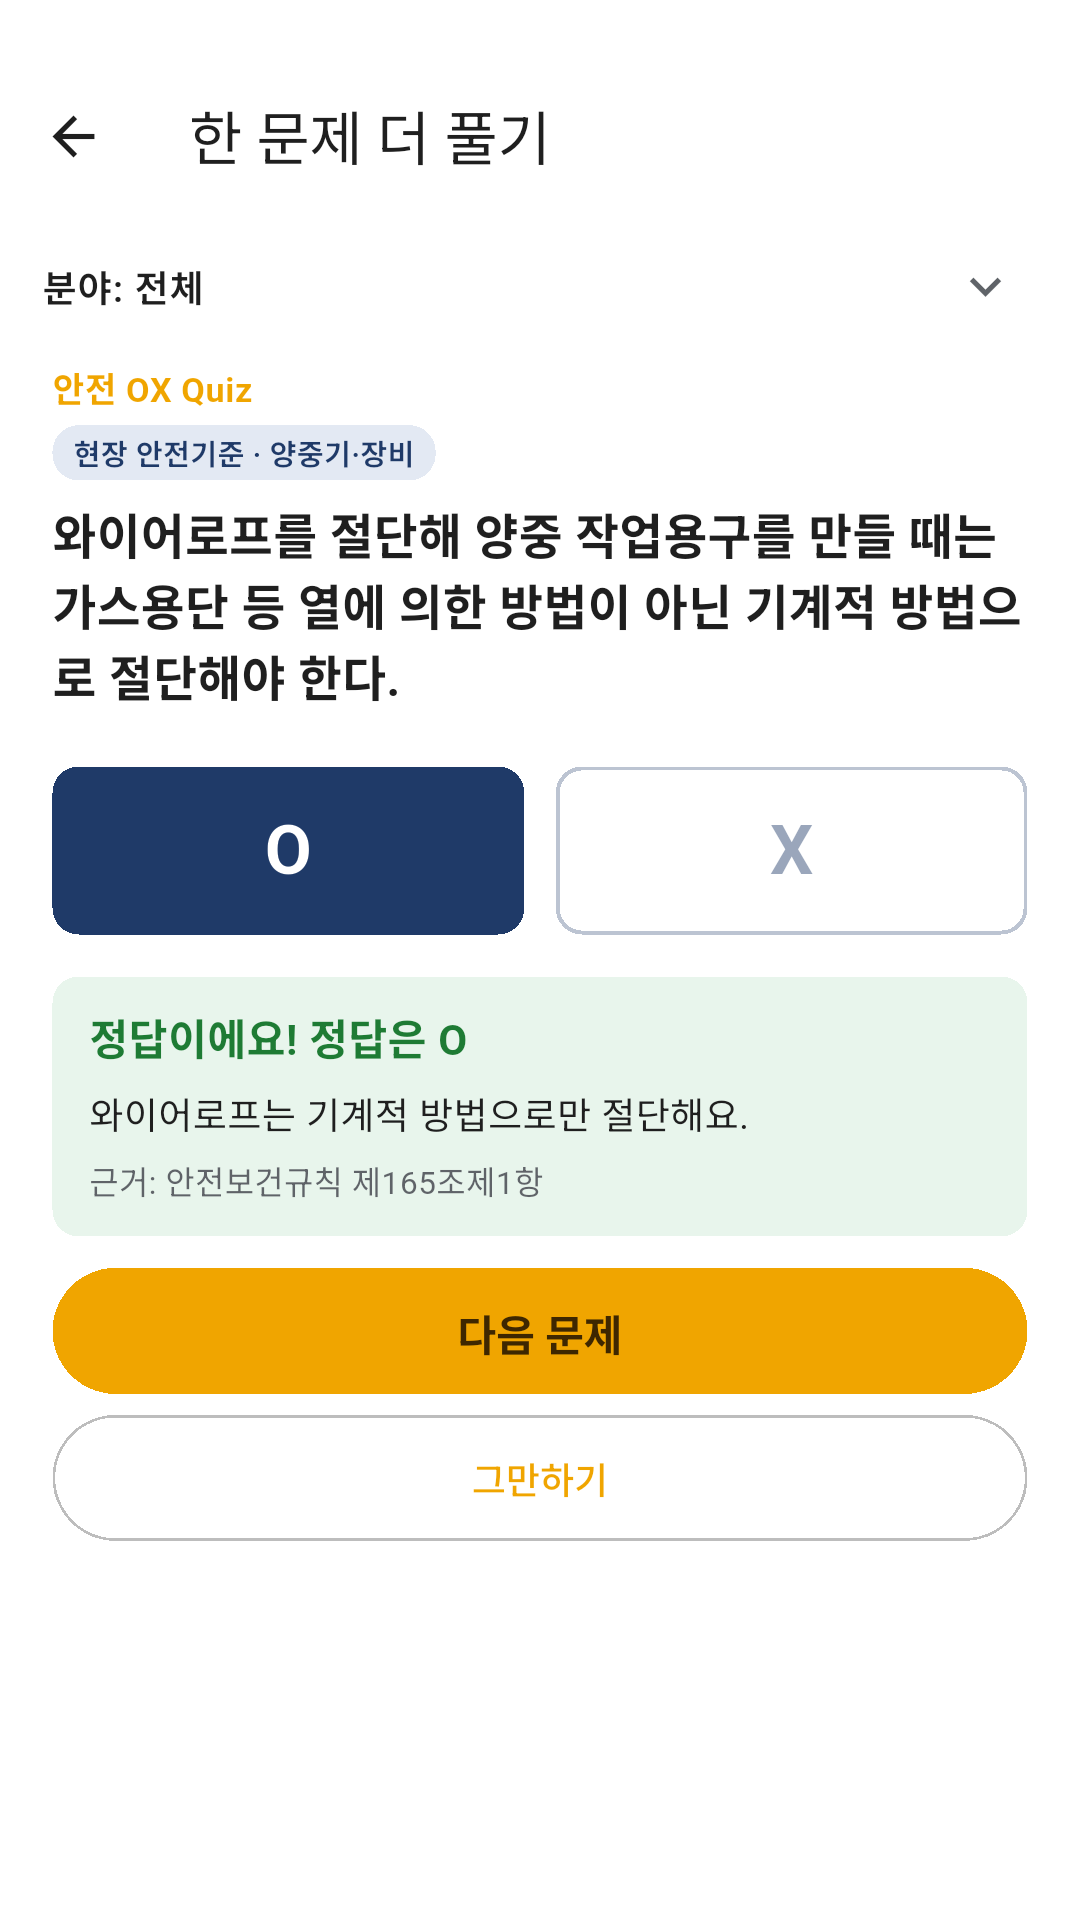 한 문제 더 풀기
분야: 전체
안전 OX Quiz
현장 안전기준 · 양중기·장비
와이어로프를 절단해 양중 작업용구를 만들 때는
가스용단 등 열에 의한 방법이 아닌 기계적 방법으
로 절단해야 한다.
O X
정답이에요! 정답은 O
와이어로프는 기계적 방법으로만 절단해요.
근거: 안전보건규칙 제165조제1항
다음 문제
그만하기